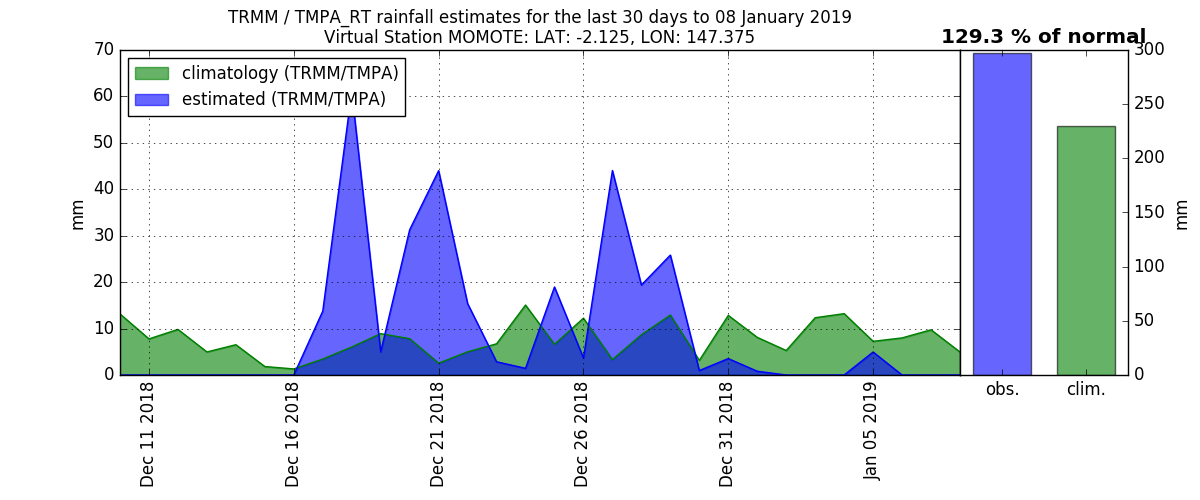 TRMM / TMPA_RT rainfall estimates for the last 30 days to 08 January 2019
Virtual Station MOMOTE: LAT: -2.125, LON: 147.375
129.3 % of normal
climatology (TRMM/TMPA)
estimated (TRMM/TMPA)
70
60
50
40
30
20
10
0
mm
Dec 11 2018
Dec 16 2018
Dec 21 2018
Dec 26 2018
Dec 31 2018
Jan 05 2019
300
250
200
150
100
50
0
mm
obs.
clim.